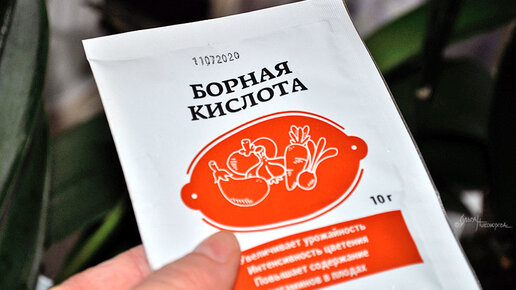 11072020
БОРНАЯ
КИСЛОТА
10 г
Увеличивает урожайность
Интенсивность цветения
Повышает содержание
витаминов в плодах